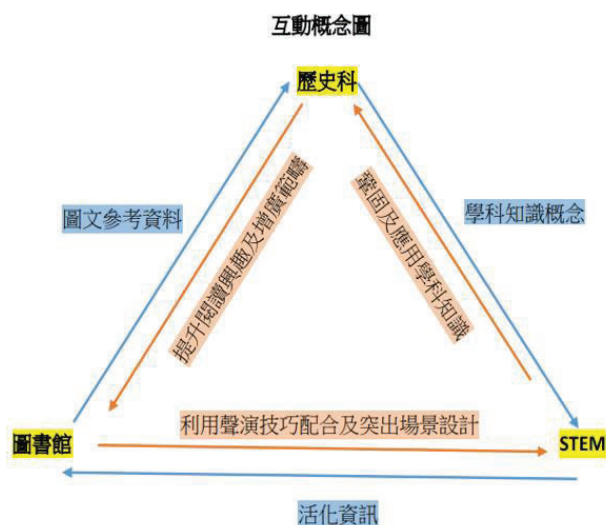 互動概念圖
歷史科
圖文參考資料
提升閱讀興趣及增廣範疇
鞏固及應用學科知識
學科知識概念
圖書館
利用聲演技巧配合及突出場景設計
STEM
活化資訊